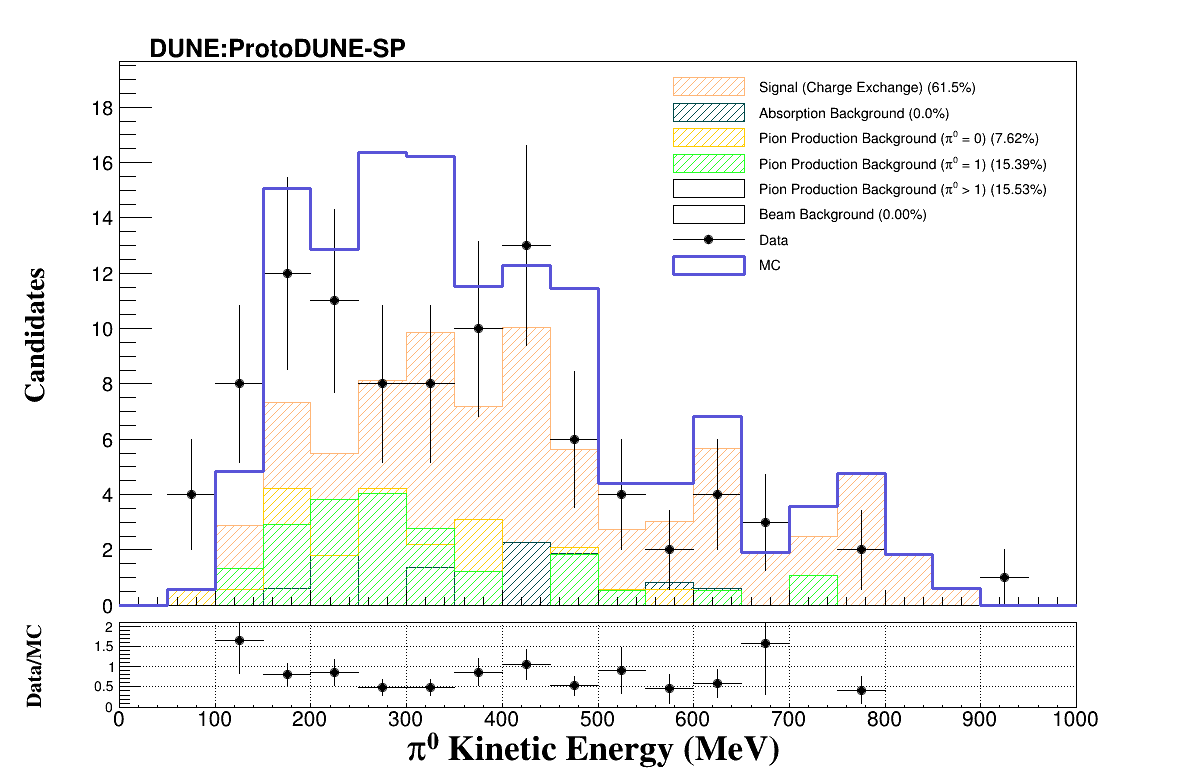 DUNE:ProtoDUNE-SP
Signal (Charge Exchange) (61.5%)
Absorption Background (0.0%)
Pion Production Background (π⁰ = 0) (7.62%)
Pion Production Background (π⁰ = 1) (15.39%)
Pion Production Background (π⁰ > 1) (15.53%)
Beam Background (0.00%)
Data
MC
Candidates
18
16
14
12
10
8
6
4
2
0
Data/MC
2
1.5
1
0.5
0
0 100 200 300 400 500 600 700 800 900 1000
π⁰ Kinetic Energy (MeV)